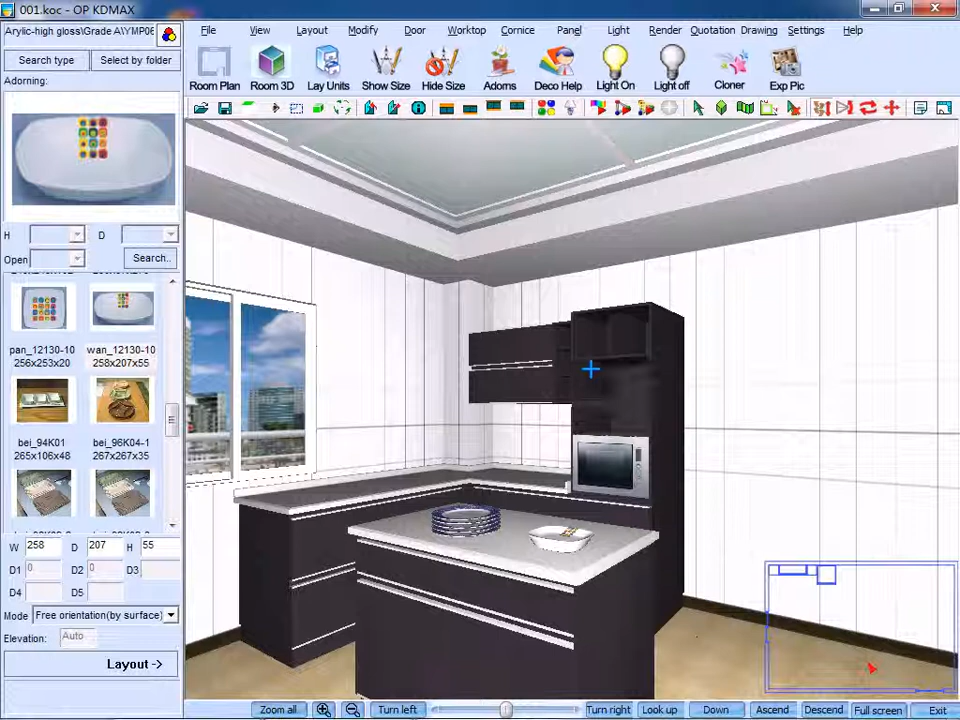 001.koc - OP KDMAX
Arylic-high gloss\Grade A\YMP06
Search type
Select by folder
Adorning:
H
D
Open
Search..
pan_12130-10
256x253x20
wan_12130-10
258x207x55
bei_94K01
265x106x48
bei_96K04-1
267x267x35
W 258 D 207 H 55
D1 0 D2 0 D3
D4 D5
Mode Free orientation(by surface)
Elevation: Auto
Layout ->
File View Layout Modify Door Worktop Cornice Panel Light Render Quotation Drawing Settings Help
Room Plan Room 3D Lay Units Show Size Hide Size Adorns Deco Help Light On Light off Cloner Exp Pic
Zoom all Turn left Turn right Look up Down Ascend Descend Full screen Exit